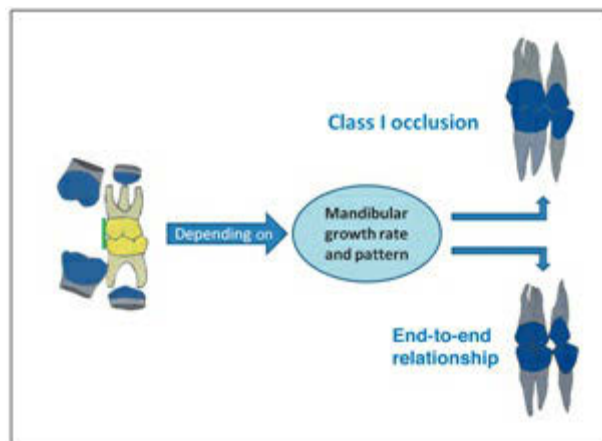 Class I occlusion
Depending on
Mandibular
growth rate
and pattern
End-to-end
relationship